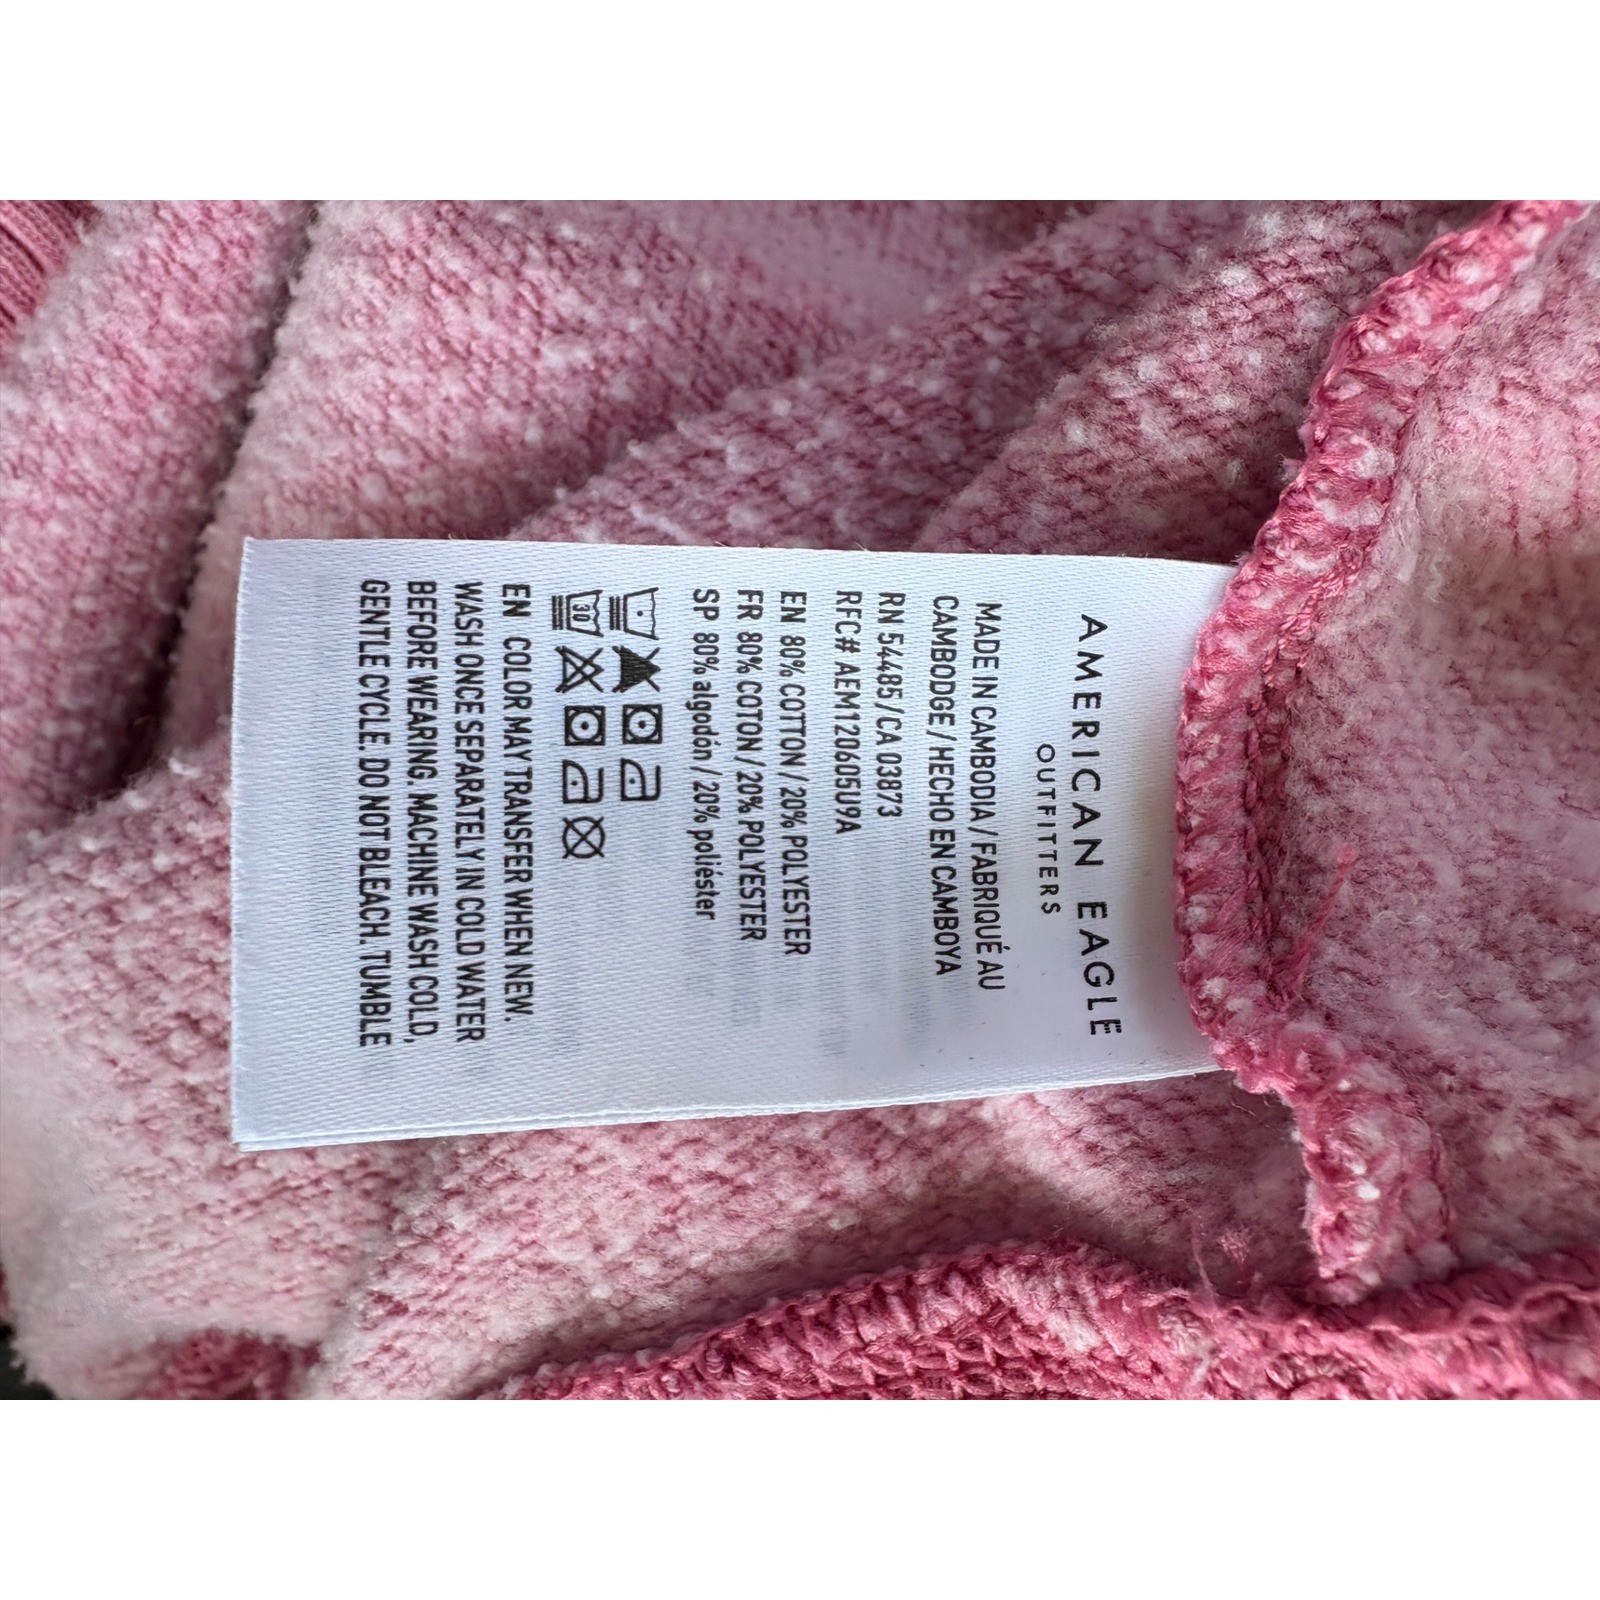 AMERICAN EAGLE
OUTFITTERS
MADE IN CAMBODIA / FABRIQUÉ AU
CAMBODGE / HECHO EN CAMBOYA
RN 54485 / CA 03873
RFC# AEM120605U9A
EN 80% COTTON / 20% POLYESTER
FR 80% COTON / 20% POLYESTER
SP 80% algodón / 20% poliéster
30
EN COLOR MAY TRANSFER WHEN NEW.
WASH ONCE SEPARATELY IN COLD WATER
BEFORE WEARING. MACHINE WASH COLD,
GENTLE CYCLE. DO NOT BLEACH. TUMBLE